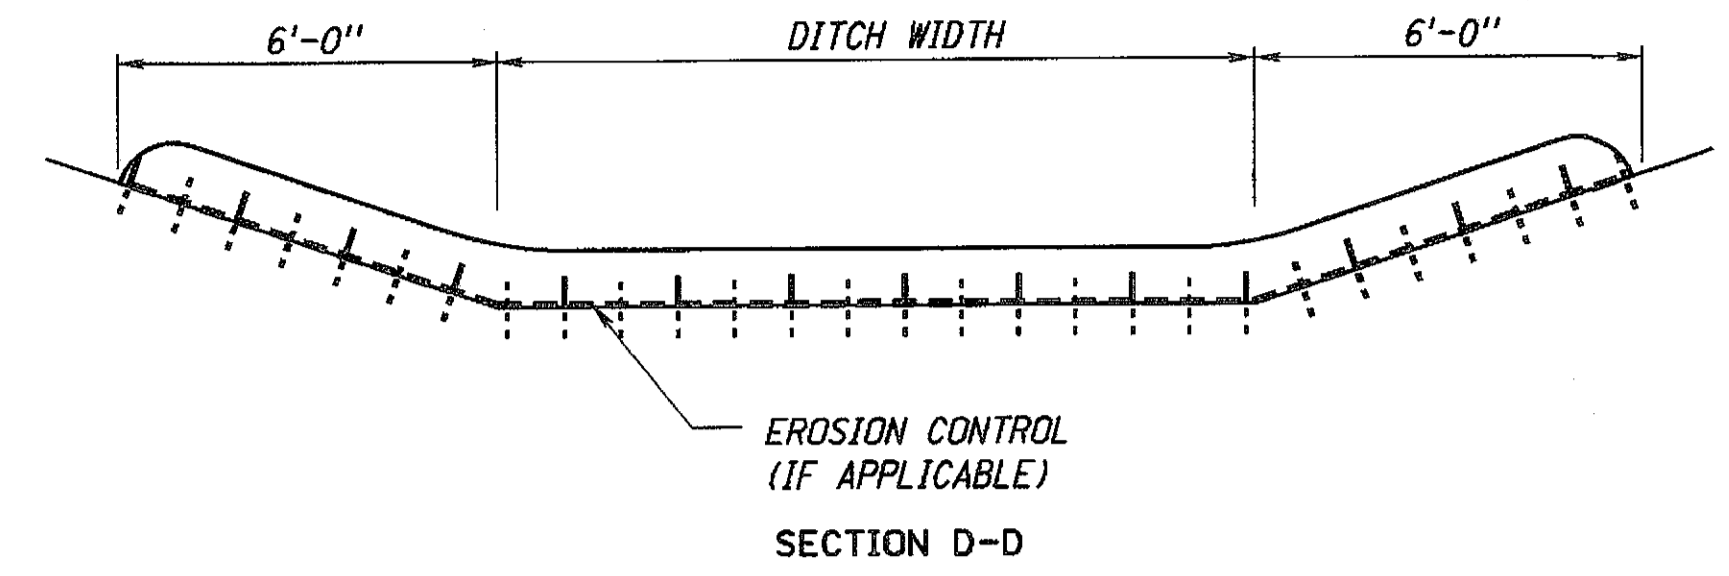 6'-0" DITCH WIDTH 6'-0"
EROSION CONTROL
(IF APPLICABLE)
SECTION D-D